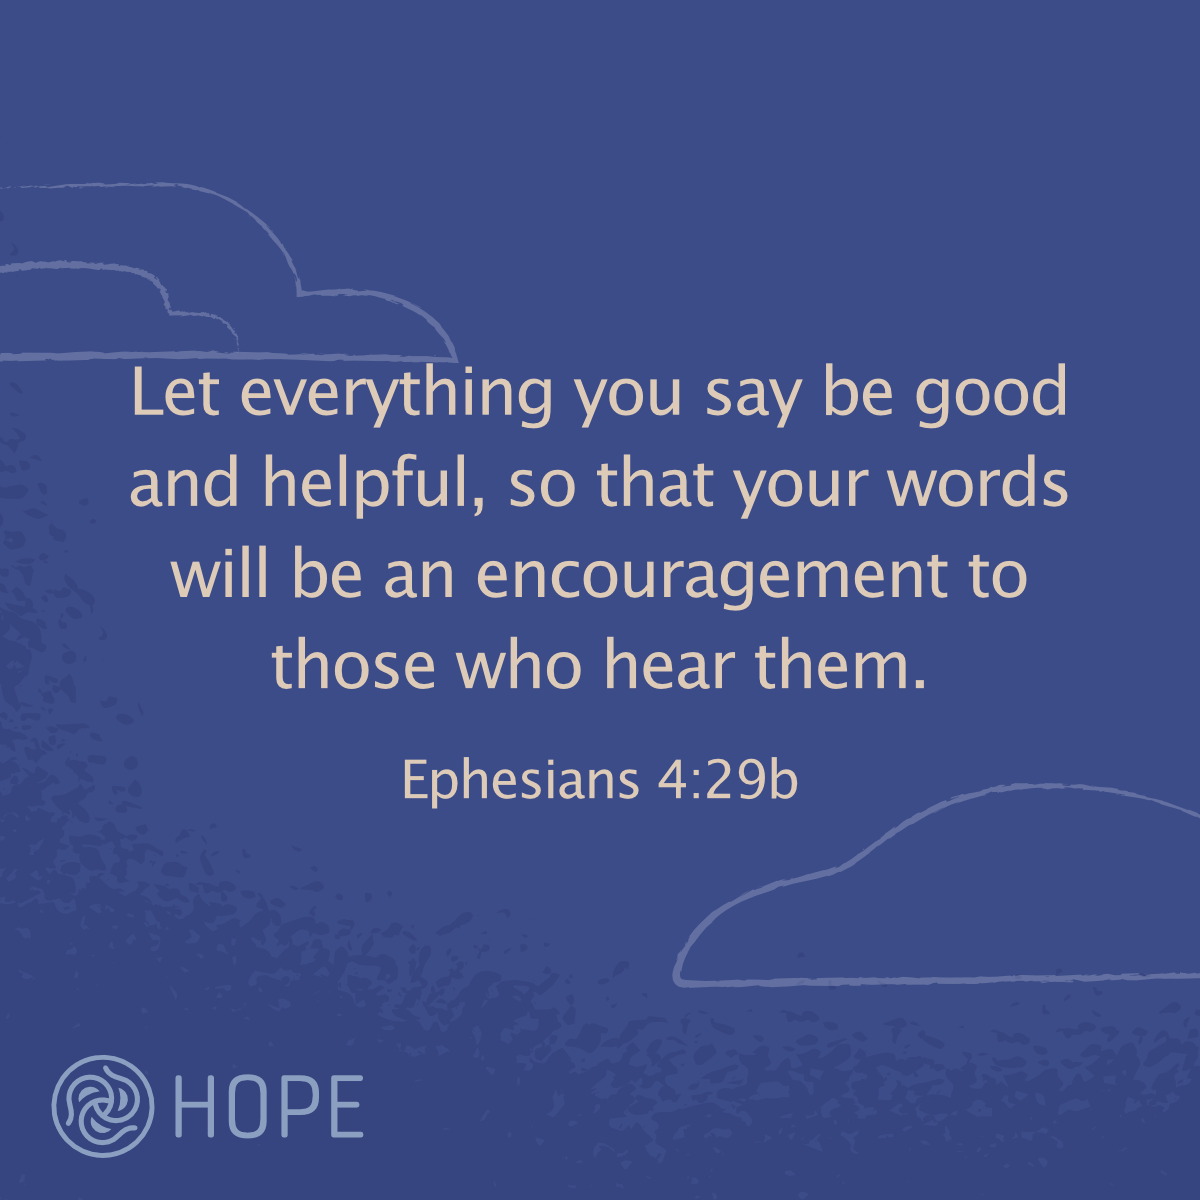 Let everything you say be good
and helpful, so that your words
will be an encouragement to
those who hear them.
Ephesians 4:29b
HOPE